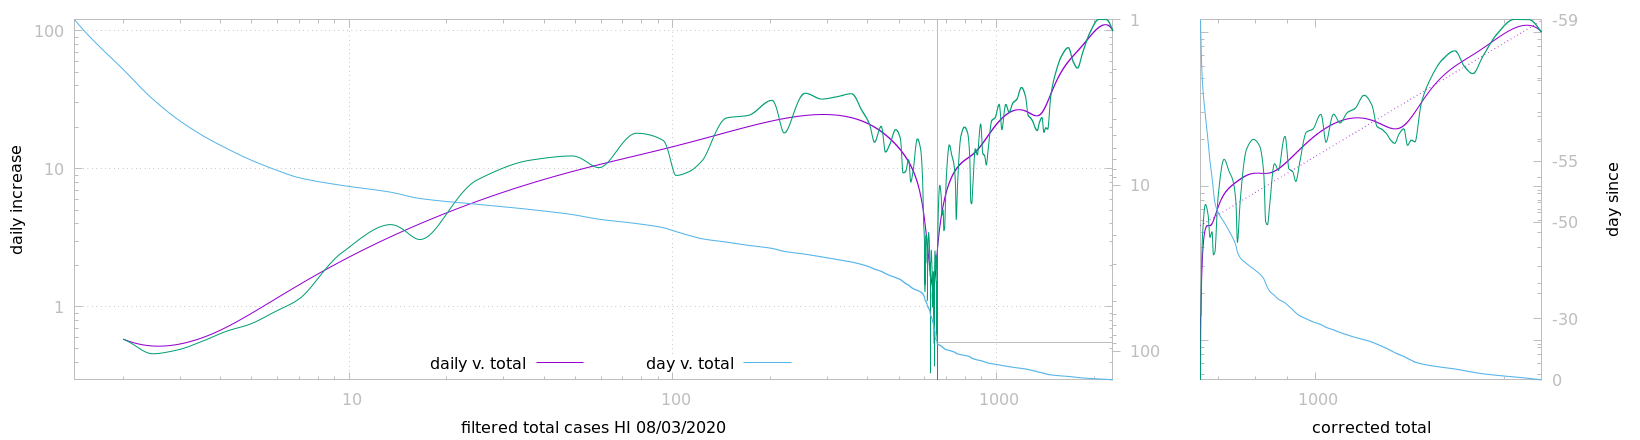 100
10
1
daily increase
daily v. total
day v. total
10
100
1000
filtered total cases HI 08/03/2020
1
10
100
1000
corrected total
-59
-55
-50
-30
0
day since